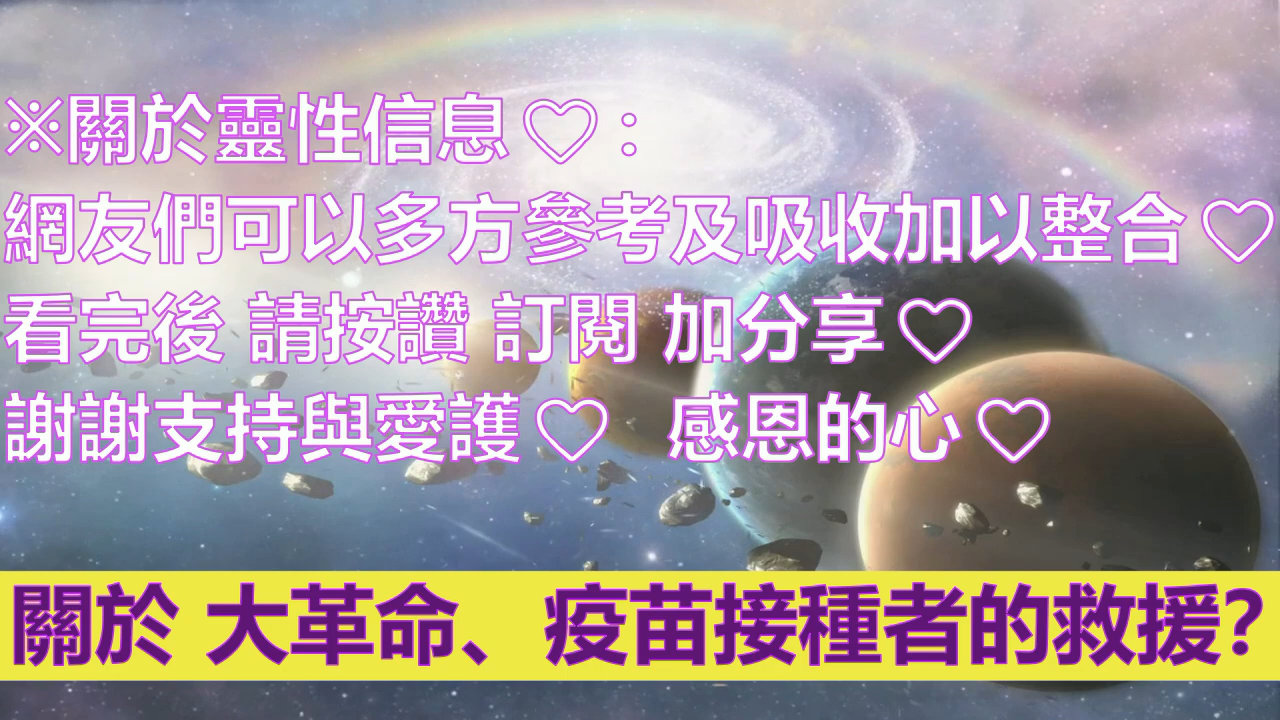 ※關於靈性信息♡：
網友們可以多方參考及吸收加以整合♡
看完後 請按讚 訂閱 加分享♡
謝謝支持與愛護♡ 感恩的心♡
關於 大革命、疫苗接種者的救援?